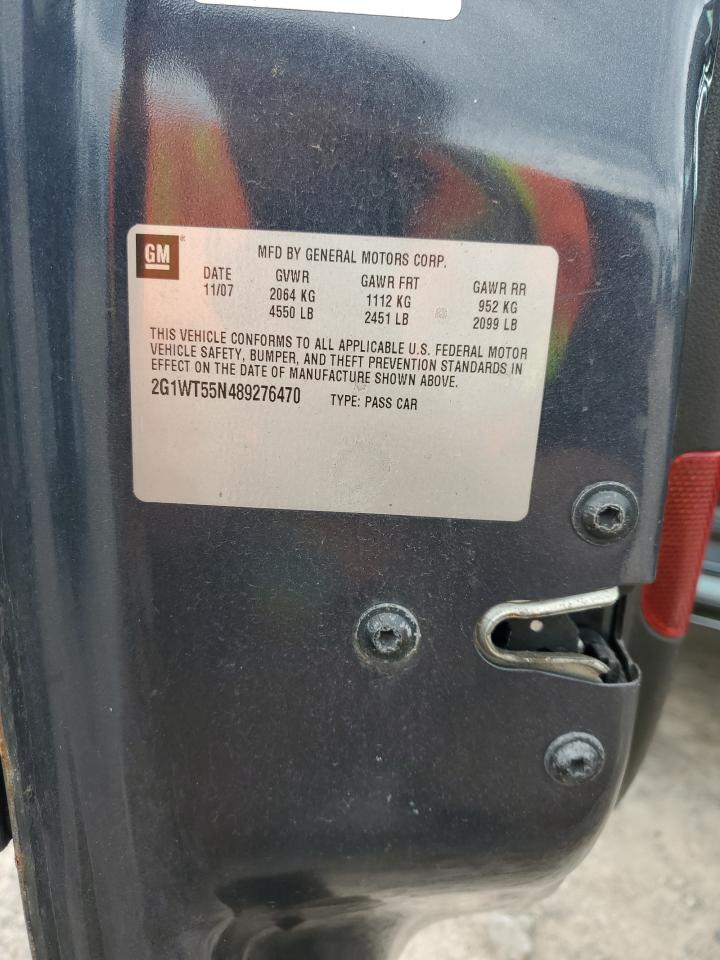 GM ®
MFD BY GENERAL MOTORS CORP.
DATE GVWR GAWR FRT GAWR RR
11/07 2064 KG 1112 KG 952 KG
4550 LB 2451 LB 2099 LB
THIS VEHICLE CONFORMS TO ALL APPLICABLE U.S. FEDERAL MOTOR
VEHICLE SAFETY, BUMPER, AND THEFT PREVENTION STANDARDS IN
EFFECT ON THE DATE OF MANUFACTURE SHOWN ABOVE.
2G1WT55N489276470 TYPE: PASS CAR